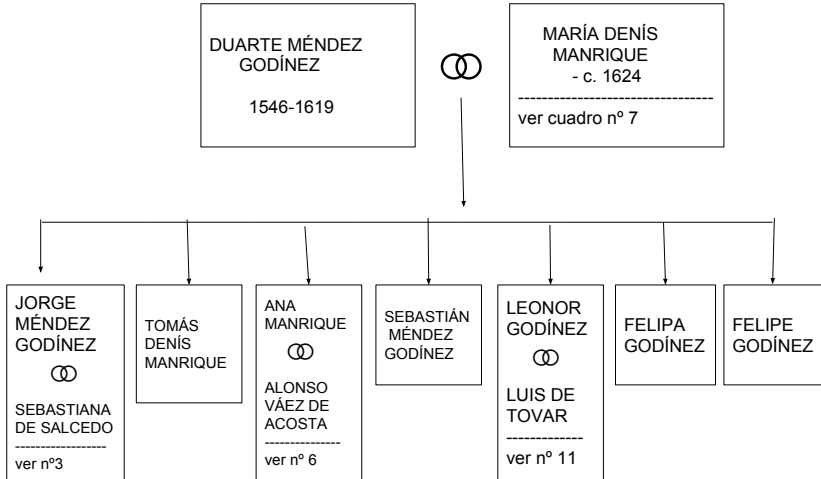 DUARTE MÉNDEZ
GODÍNEZ
1546-1619
MARÍA DENÍS
MANRIQUE
- c. 1624
---------------------------------
ver cuadro nº 7
JORGE
MÉNDEZ
GODÍNEZ
SEBASTIANA
DE SALCEDO
------------------
ver nº3
TOMÁS
DENÍS
MANRIQUE
ANA
MANRIQUE
ALONSO
VÁEZ DE
ACOSTA
---------------
ver nº 6
SEBASTIÁN
MÉNDEZ
GODÍNEZ
LEONOR
GODÍNEZ
LUIS DE
TOVAR
-------------
ver nº 11
FELIPA
GODÍNEZ
FELIPE
GODÍNEZ